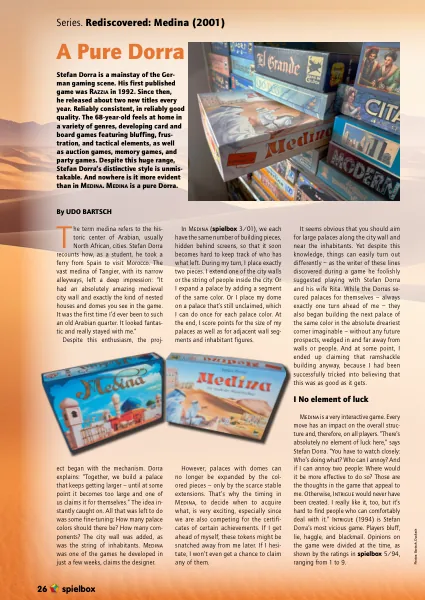 Series. Rediscovered: Medina (2001)
A Pure Dorra
Stefan Dorra is a mainstay of the Ger-
man gaming scene. His first published
game was RAZZIA in 1992. Since then,
he released about two new titles every
year. Reliably consistent, in reliably good
quality. The 68-year-old feels at home in
a variety of genres, developing card and
board games featuring bluffing, frus-
tration, and tactical elements, as well
as auction games, memory games, and
party games. Despite this huge range,
Stefan Dorra's distinctive style is unmis-
takable. And nowhere is it more evident
than in MEDINA. MEDINA is a pure Dorra.
El Grande
Medina
CITA
By UDO BARTSCH
The term medina refers to the his-
toric center of Arabian, usually
North African, cities. Stefan Dorra
recounts how, as a student, he took a
ferry from Spain to visit Morocco. The
vast medina of Tangier, with its narrow
alleyways, left a deep impression: "It
had an absolutely amazing medieval
city wall and exactly the kind of nested
houses and domes you see in the game.
It was the first time I'd ever been to such
an old Arabian quarter. It looked fantas-
tic and really stayed with me."
Despite this enthusiasm, the proj-
Medina
Medina
ect began with the mechanism. Dorra
explains: "Together, we build a palace
that keeps getting larger – until at some
point it becomes too large and one of
us claims it for themselves." The idea in-
stantly caught on. All that was left to do
was some fine-tuning: How many palace
colors should there be? How many com-
ponents? The city wall was added, as
was the string of inhabitants. MEDINA
was one of the games he developed in
just a few weeks, claims the designer.
In MEDINA (spielbox 3/01), we each
have the same number of building pieces,
hidden behind screens, so that it soon
becomes hard to keep track of who has
what left. During my turn, I place exactly
two pieces. I extend one of the city walls
or the string of people inside the city. Or
I expand a palace by adding a segment
of the same color. Or I place my dome
on a palace that's still unclaimed, which
I can do once for each palace color. At
the end, I score points for the size of my
palaces as well as for adjacent wall seg-
ments and inhabitant figures.
However, palaces with domes can
no longer be expanded by the col-
ored pieces – only by the scarce stable
extensions. That's why the timing in
MEDINA, to decide when to acquire
what, is very exciting, especially since
we are also competing for the certifi-
cates of certain achievements. If I get
ahead of myself, these tokens might be
snatched away from me later. If I hesi-
tate, I won't even get a chance to claim
any of them.
It seems obvious that you should aim
for large palaces along the city wall and
near the inhabitants. Yet despite this
knowledge, things can easily turn out
differently – as the writer of these lines
discovered during a game he foolishly
suggested playing with Stefan Dorra
and his wife Rita. While the Dorras se-
cured palaces for themselves – always
exactly one turn ahead of me – they
also began building the next palace of
the same color in the absolute dreariest
corner imaginable – without any future
prospects, wedged in and far away from
walls or people. And at some point, I
ended up claiming that ramshackle
building anyway, because I had been
successfully tricked into believing that
this was as good as it gets.
I No element of luck
MEDINA is a very interactive game. Every
move has an impact on the overall struc-
ture and, therefore, on all players. "There's
absolutely no element of luck here," says
Stefan Dorra. "You have to watch closely:
Who's doing what? Who can I annoy? And
if I can annoy two people: Where would
it be more effective to do so? Those are
the thoughts in the game that appeal to
me. Otherwise, INTRIGUE would never have
been created. I really like it, too, but it's
hard to find people who can comfortably
deal with it." INTRIGUE (1994) is Stefan
Dorra's most vicious game. Players bluff,
lie, haggle, and blackmail. Opinions on
the game were divided at the time, as
shown by the ratings in spielbox 5/94,
ranging from 1 to 9.
26 spielbox